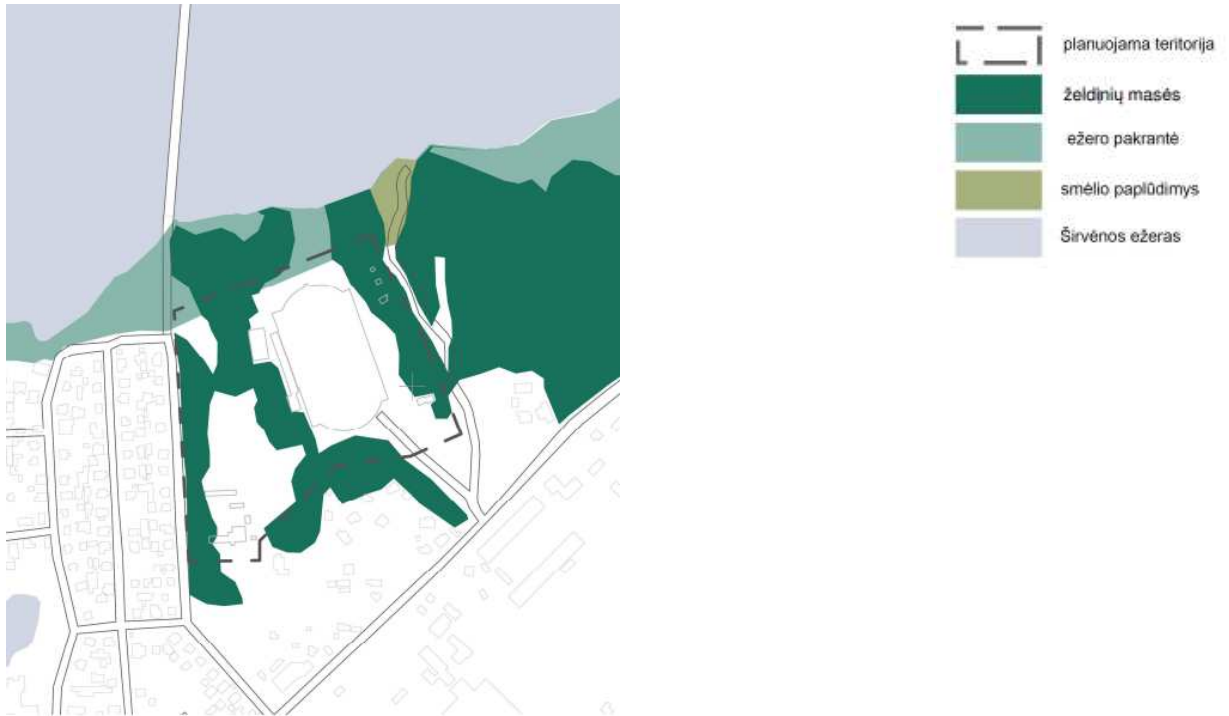 planuojama teritorija
želdinių masės
ežero pakrantė
smėlio paplūdimys
Širvėnos ežeras